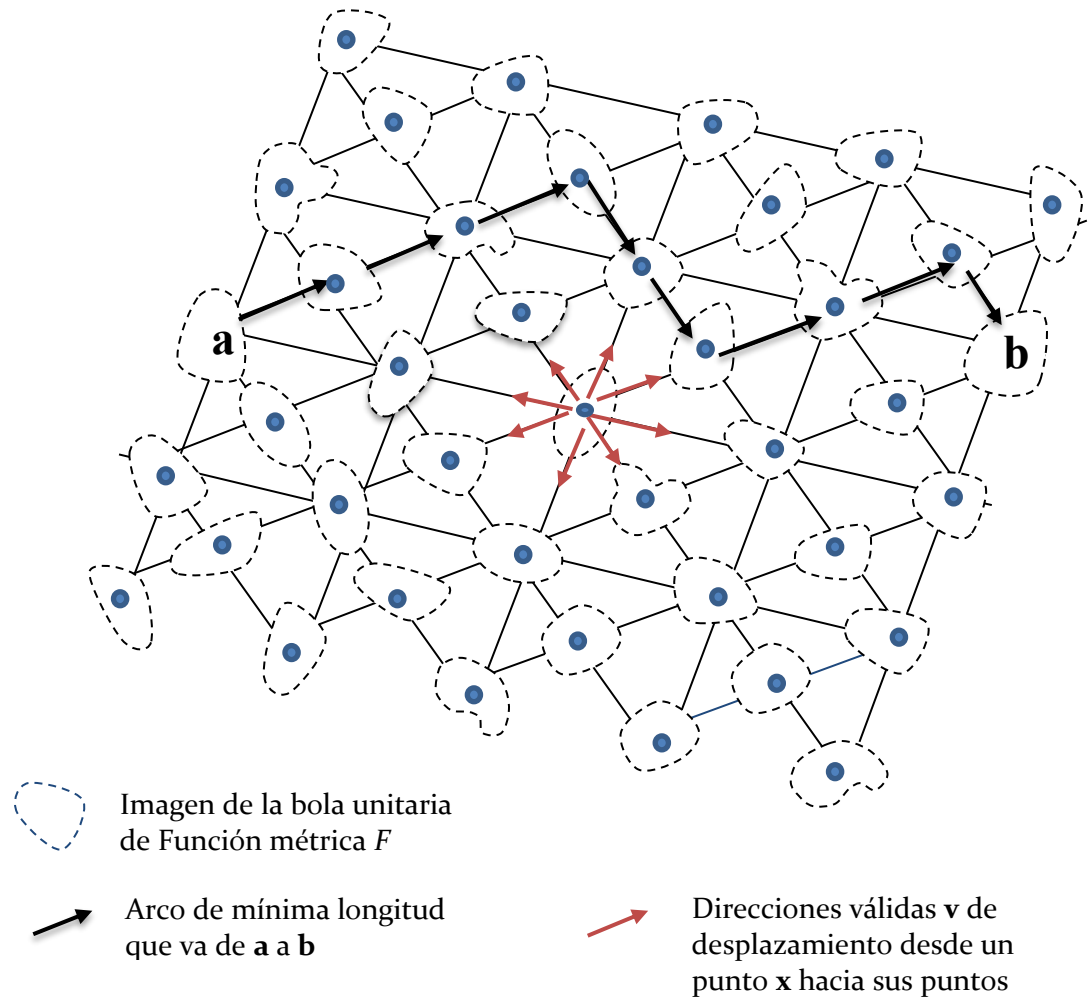 a
b
Imagen de la bola unitaria
de Función métrica F
Arco de mínima longitud
que va de a a b
Direcciones válidas v de
desplazamiento desde un
punto x hacia sus puntos